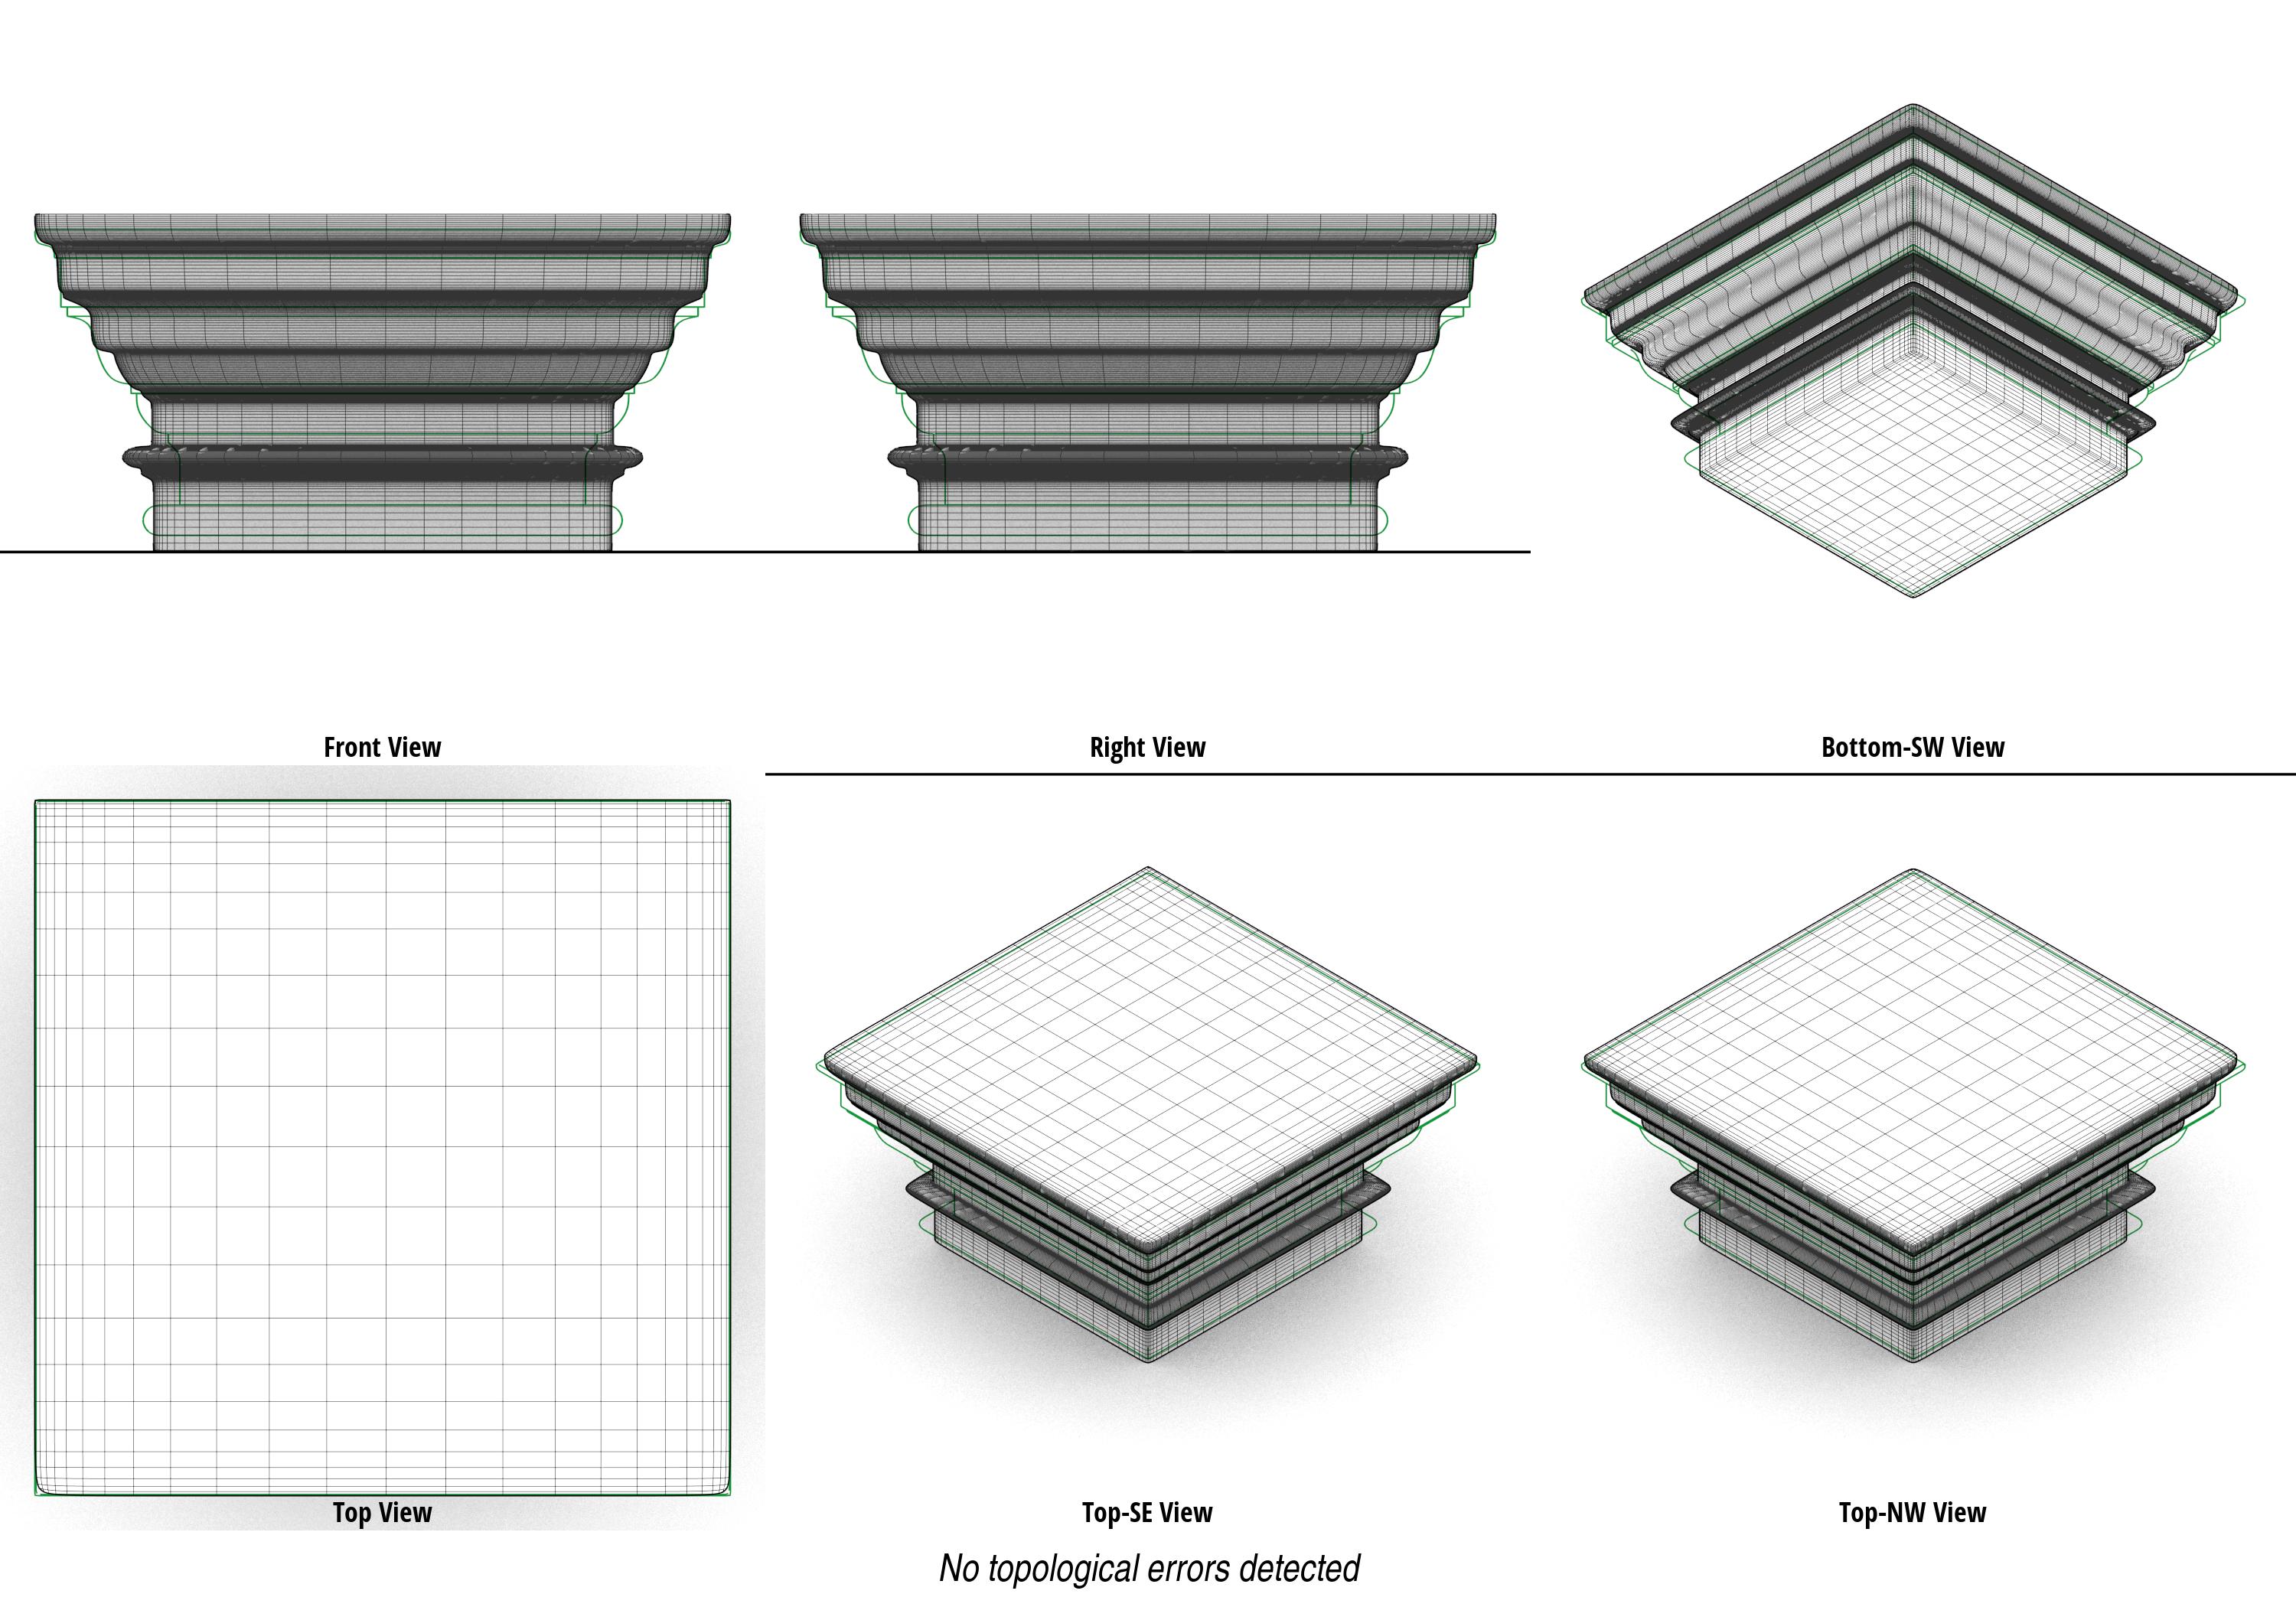 Front View
Right View
Bottom-SW View
Top View
Top-SE View
Top-NW View
No topological errors detected